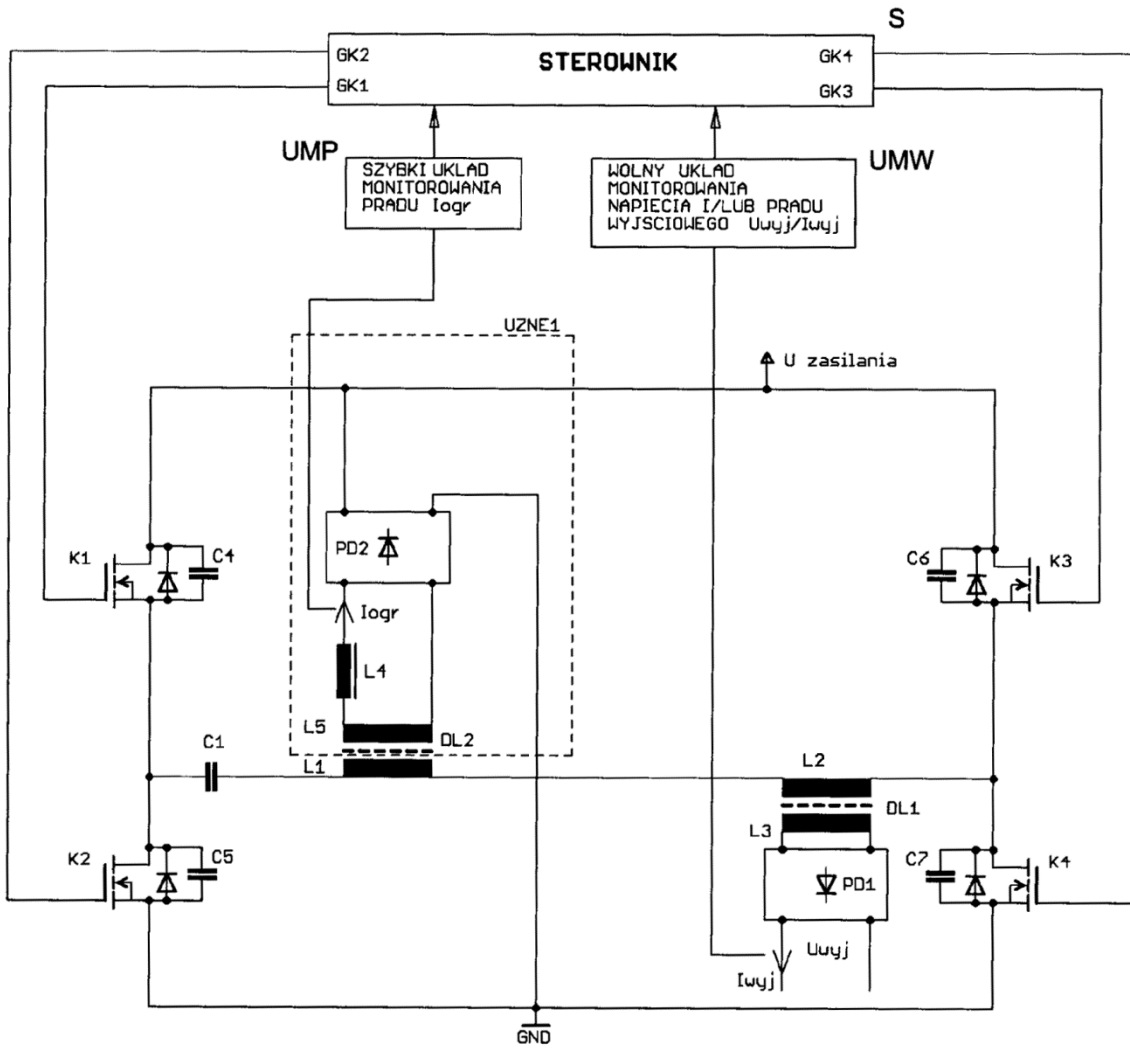 S
GK2
STEROWNIK
GK4
GK1
GK3
UMP
SZYBKI UKLAD
MONITOROWANIA
PRADU Iogr
WOLNY UKLAD
MONITOROWANIA
NAPIECIA I/LUB PRADU
WYJSCIOWEGO Uwyj/Iwyj
UMW
UZNE1
U zasilania
K1
C4
PD2
C6
K3
Iogr
L4
L5
DL2
C1
L1
L2
DL1
L3
K2
C5
PD1
C7
K4
Uwyj
Iwyj
GND